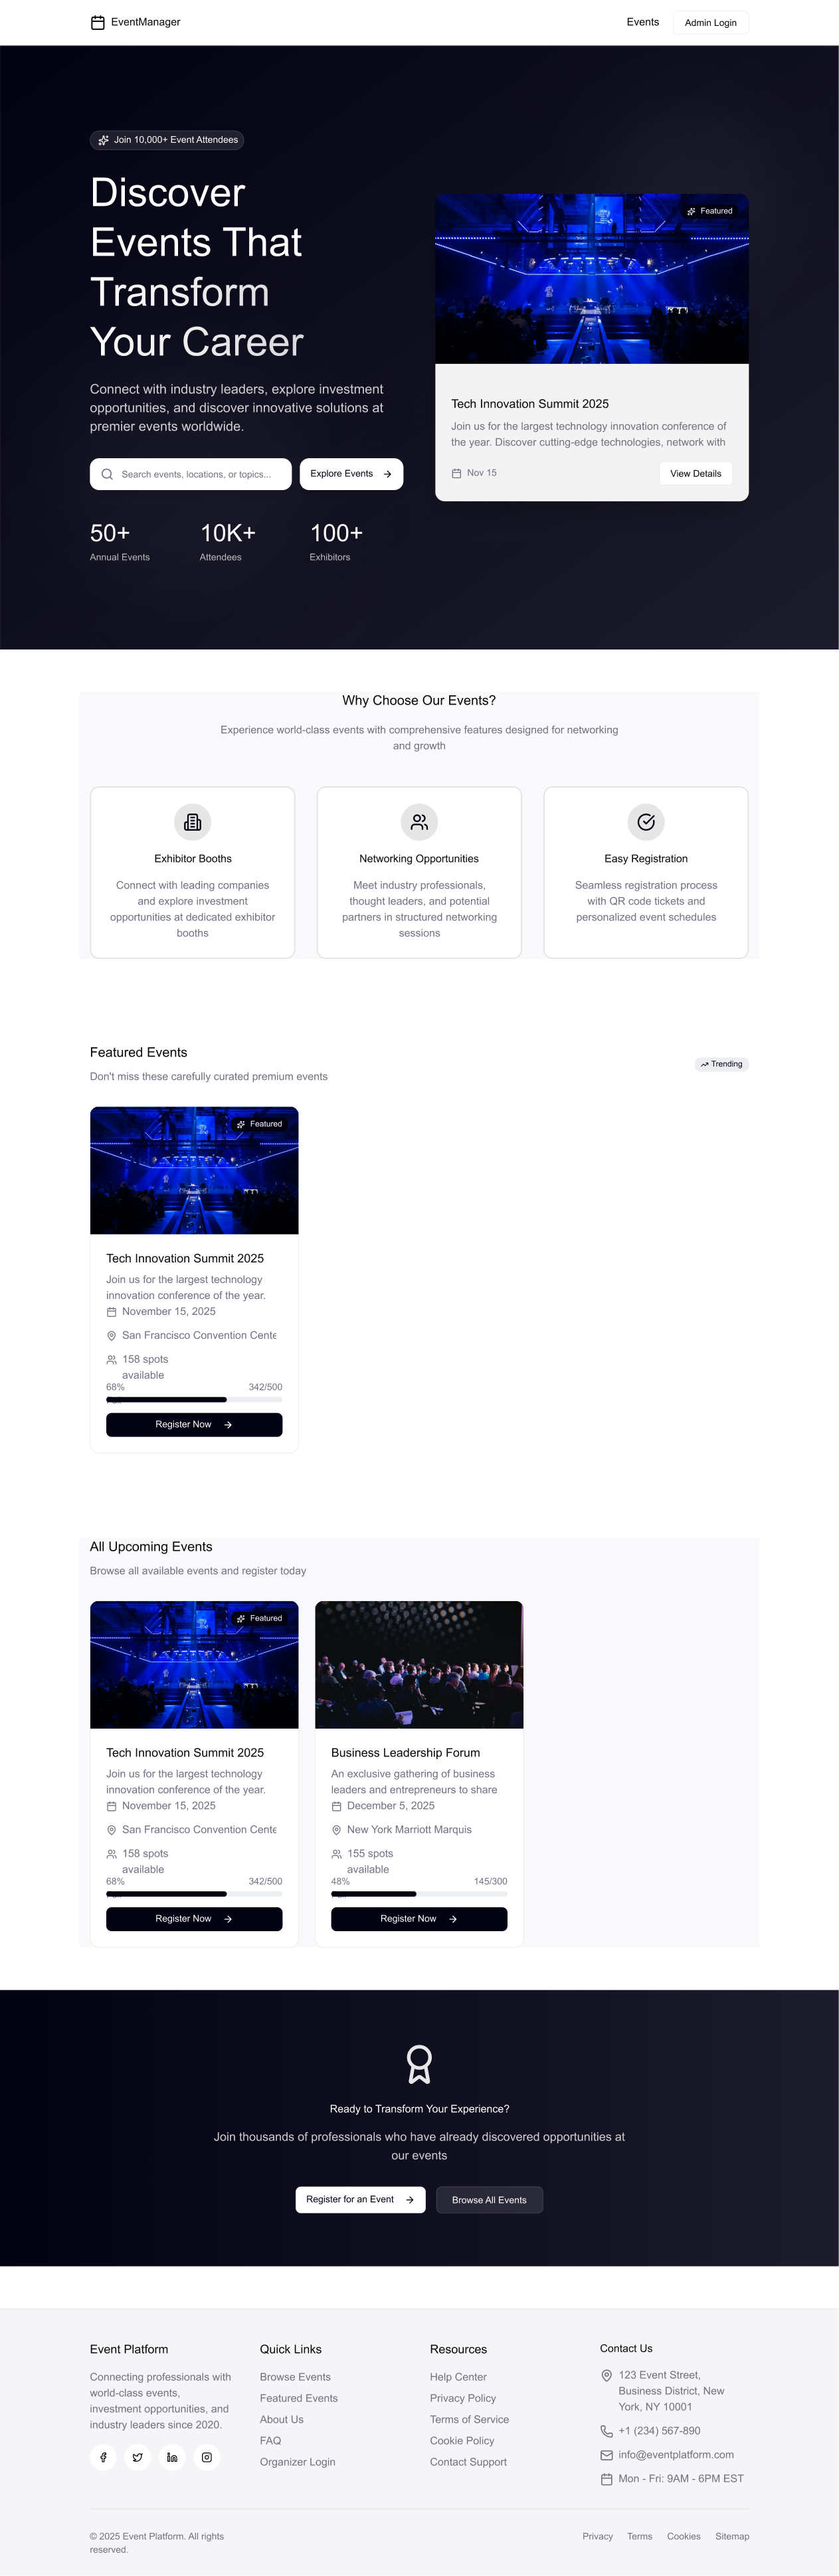 EventManager
Events
Admin Login
Join 10,000+ Event Attendees
Discover
Events That
Transform
Your Career
Connect with industry leaders, explore investment
opportunities, and discover innovative solutions at
premier events worldwide.
Search events, locations, or topics...
Explore Events
50+
10K+
100+
Annual Events
Attendees
Exhibitors
Featured
Tech Innovation Summit 2025
Join us for the largest technology innovation conference of
the year. Discover cutting-edge technologies, network with
Nov 15
View Details
Why Choose Our Events?
Experience world-class events with comprehensive features designed for networking
and growth
Exhibitor Booths
Connect with leading companies
and explore investment
opportunities at dedicated exhibitor
booths
Networking Opportunities
Meet industry professionals,
thought leaders, and potential
partners in structured networking
sessions
Easy Registration
Seamless registration process
with QR code tickets and
personalized event schedules
Featured Events
Don't miss these carefully curated premium events
Trending
Featured
Tech Innovation Summit 2025
Join us for the largest technology
innovation conference of the year.
November 15, 2025
San Francisco Convention Cente
158 spots
available
68%
342/500
Register Now
All Upcoming Events
Browse all available events and register today
Featured
Tech Innovation Summit 2025
Join us for the largest technology
innovation conference of the year.
November 15, 2025
San Francisco Convention Cente
158 spots
available
68%
342/500
Register Now
Business Leadership Forum
An exclusive gathering of business
leaders and entrepreneurs to share
December 5, 2025
New York Marriott Marquis
155 spots
available
48%
145/300
Register Now
Ready to Transform Your Experience?
Join thousands of professionals who have already discovered opportunities at
our events
Register for an Event
Browse All Events
Event Platform
Connecting professionals with
world-class events,
investment opportunities, and
industry leaders since 2020.
Quick Links
Browse Events
Featured Events
About Us
FAQ
Organizer Login
Resources
Help Center
Privacy Policy
Terms of Service
Cookie Policy
Contact Support
Contact Us
123 Event Street,
Business District, New
York, NY 10001
+1 (234) 567-890
info@eventplatform.com
Mon - Fri: 9AM - 6PM EST
© 2025 Event Platform. All rights
reserved.
Privacy
Terms
Cookies
Sitemap